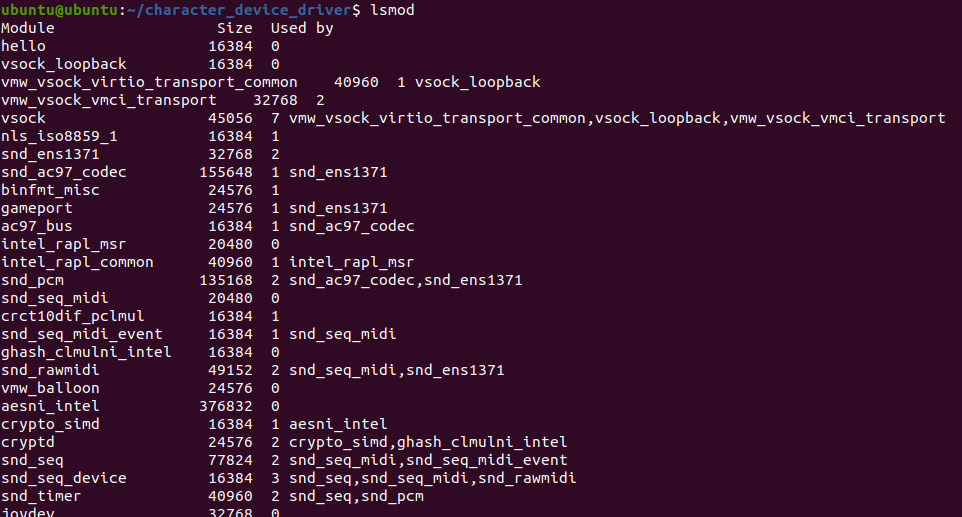 ubuntu@ubuntu:~/character_device_driver$ lsmod
Module                  Size  Used by
hello                  16384  0
vsock_loopback         16384  0
vmw_vsock_virtio_transport_common    40960  1 vsock_loopback
vmw_vsock_vmci_transport    32768  2
vsock                  45056  7 vmw_vsock_virtio_transport_common,vsock_loopback,vmw_vsock_vmci_transport
nls_iso8859_1          16384  1
snd_ens1371            32768  2
snd_ac97_codec        155648  1 snd_ens1371
binfmt_misc            24576  1
gameport               24576  1 snd_ens1371
ac97_bus               16384  1 snd_ac97_codec
intel_rapl_msr         20480  0
intel_rapl_common      40960  1 intel_rapl_msr
snd_pcm               135168  2 snd_ac97_codec,snd_ens1371
snd_seq_midi           20480  0
crct10dif_pclmul       16384  1
snd_seq_midi_event     16384  1 snd_seq_midi
ghash_clmulni_intel    16384  0
snd_rawmidi            49152  2 snd_seq_midi,snd_ens1371
vmw_balloon            24576  0
aesni_intel           376832  0
crypto_simd            16384  1 aesni_intel
cryptd                 24576  2 crypto_simd,ghash_clmulni_intel
snd_seq                77824  2 snd_seq_midi,snd_seq_midi_event
snd_seq_device         16384  3 snd_seq,snd_seq_midi,snd_rawmidi
snd_timer              40960  2 snd_seq,snd_pcm
joydev                 32768  0